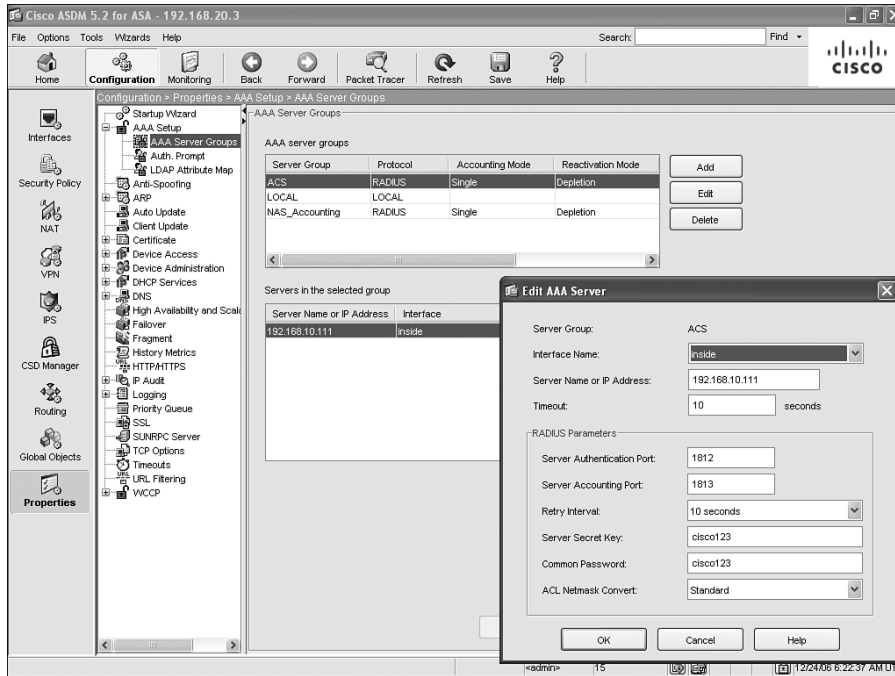 Cisco ASDM 5.2 for ASA - 192.168.20.3
File Options Tools Wizards Help Search: Find
Home Configuration Monitoring Back Forward Packet Tracer Refresh Save Help
CISCO
Configuration > Properties > AAA Setup > AAA Server Groups
Interfaces
Security Policy
NAT
VPN
IPS
CSD Manager
Routing
Global Objects
Properties
Startup Wizard
AAA Setup
AAA Server Groups
Auth. Prompt
LDAP Attribute Map
Anti-Spoofing
ARP
Auto Update
Client Update
Certificate
Device Access
Device Administration
DHCP Services
DNS
High Availability and Scala
Failover
Fragment
History Metrics
HTTP/HTTPS
IP Audit
Logging
Priority Queue
SSL
SUNRPC Server
TCP Options
Timeouts
URL Filtering
WCCP
AAA Server Groups
AAA server groups
Server Group Protocol Accounting Mode Reactivation Mode
ACS RADIUS Single Depletion
LOCAL LOCAL
NAS_Accounting RADIUS Single Depletion
Add
Edit
Delete
Servers in the selected group
Server Name or IP Address Interface
192.168.10.111 inside
Edit AAA Server
Server Group: ACS
Interface Name: inside
Server Name or IP Address: 192.168.10.111
Timeout: 10 seconds
RADIUS Parameters
Server Authentication Port: 1812
Server Accounting Port: 1813
Retry Interval: 10 seconds
Server Secret Key: cisco123
Common Password: cisco123
ACL Netmask Convert: Standard
OK Cancel Help
<admin> 15 12/24/06 6:22:37 AM UT